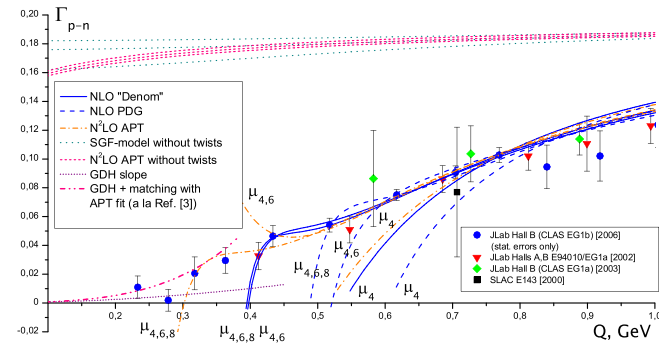 Γp−n
0,20
0,18
0,16
0,14
0,12
0,10
0,08
0,06
0,04
0,02
0
-0,02
NLO "Denom"
NLO PDG
N²LO APT
SGF-model without twists
N²LO APT without twists
GDH slope
GDH + matching with
APT fit (a la Ref. [3])
μ4,6
μ4,6,8
μ4,6
μ4
μ4
μ4
JLab Hall B (CLAS EG1b) [2006]
(stat. errors only)
JLab Halls A,B E94010/EG1a [2002]
JLab Hall B (CLAS EG1a) [2003]
SLAC E143 [2000]
0,2
0,3
0,4
0,5
0,6
0,7
0,8
0,9
1,0
μ4,6,8
μ4,6,8
μ4,6
Q, GeV